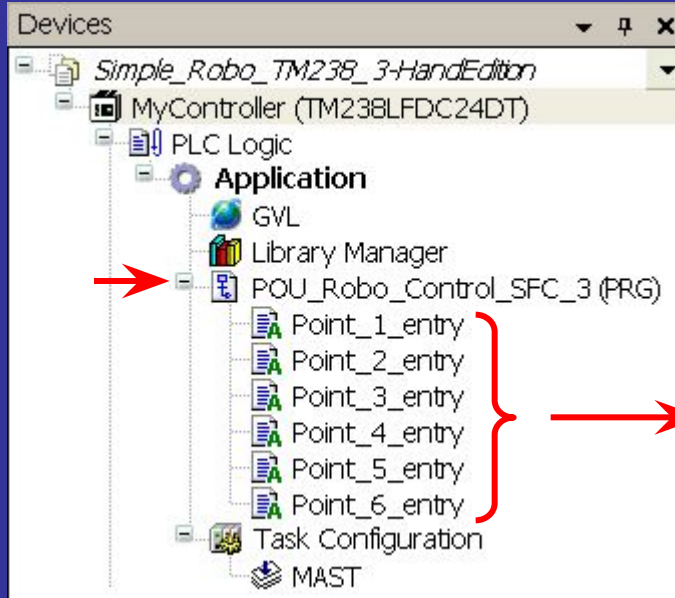 Devices
Simple_Robo_TM238_3-HandEdition
MyController (TM238LFDC24DT)
PLC Logic
Application
GVL
Library Manager
POU_Robo_Control_SFC_3 (PRG)
Point_1_entry
Point_2_entry
Point_3_entry
Point_4_entry
Point_5_entry
Point_6_entry
Task Configuration
MAST